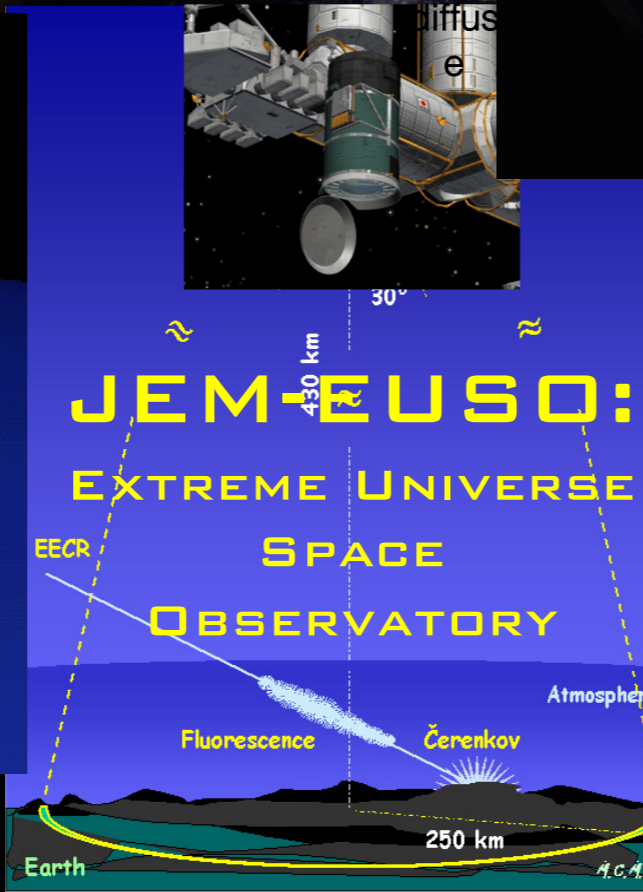 diffus
e
30°
430 km
≈
≈
≈
JEM-EUSO:
EXTREME UNIVERSE
SPACE
OBSERVATORY
EECR
Atmospher
Fluorescence
Čerenkov
250 km
Earth
A.C.A